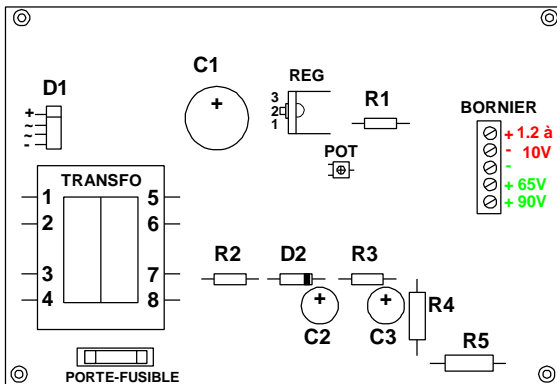 D1
+
~
~
-
C1
+
REG
3
2
1
R1
POT
BORNIER
+ 1.2 à
- 10V
-
+ 65V
+ 90V
TRANSFO
1
2
3
4
5
6
7
8
R2
D2
R3
+
C2
+
C3
R4
R5
PORTE-FUSIBLE